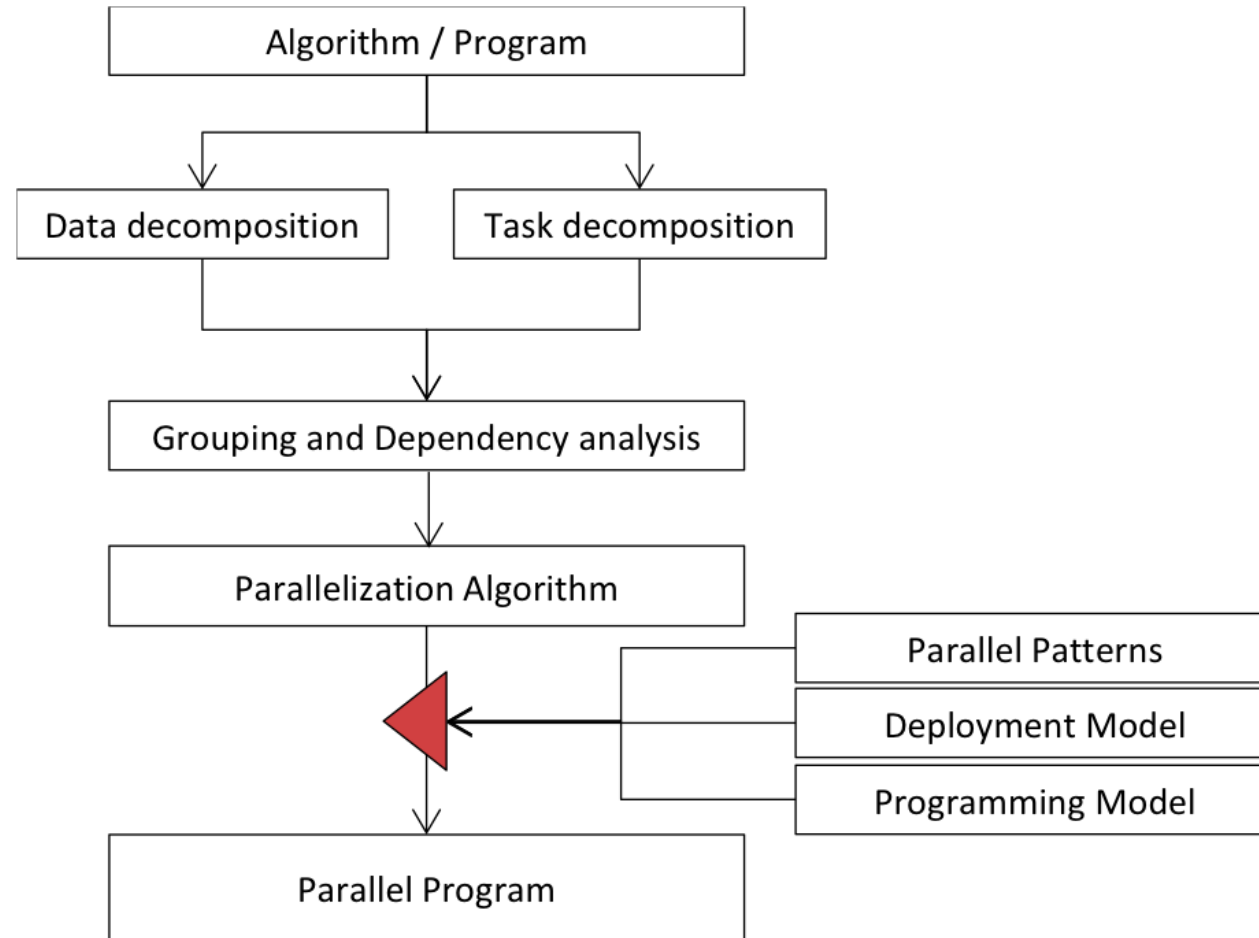 Algorithm / Program
Data decomposition
Task decomposition
Grouping and Dependency analysis
Parallelization Algorithm
Parallel Patterns
Deployment Model
Programming Model
Parallel Program